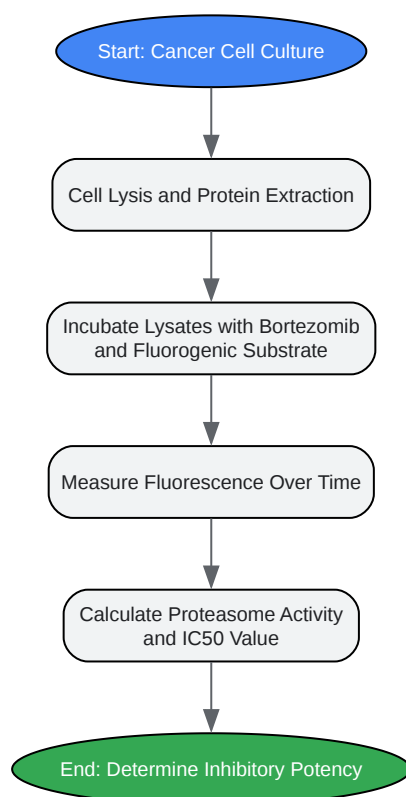 Start: Cancer Cell Culture
Cell Lysis and Protein Extraction
Incubate Lysates with Bortezomib
and Fluorogenic Substrate
Measure Fluorescence Over Time
Calculate Proteasome Activity
and IC50 Value
End: Determine Inhibitory Potency